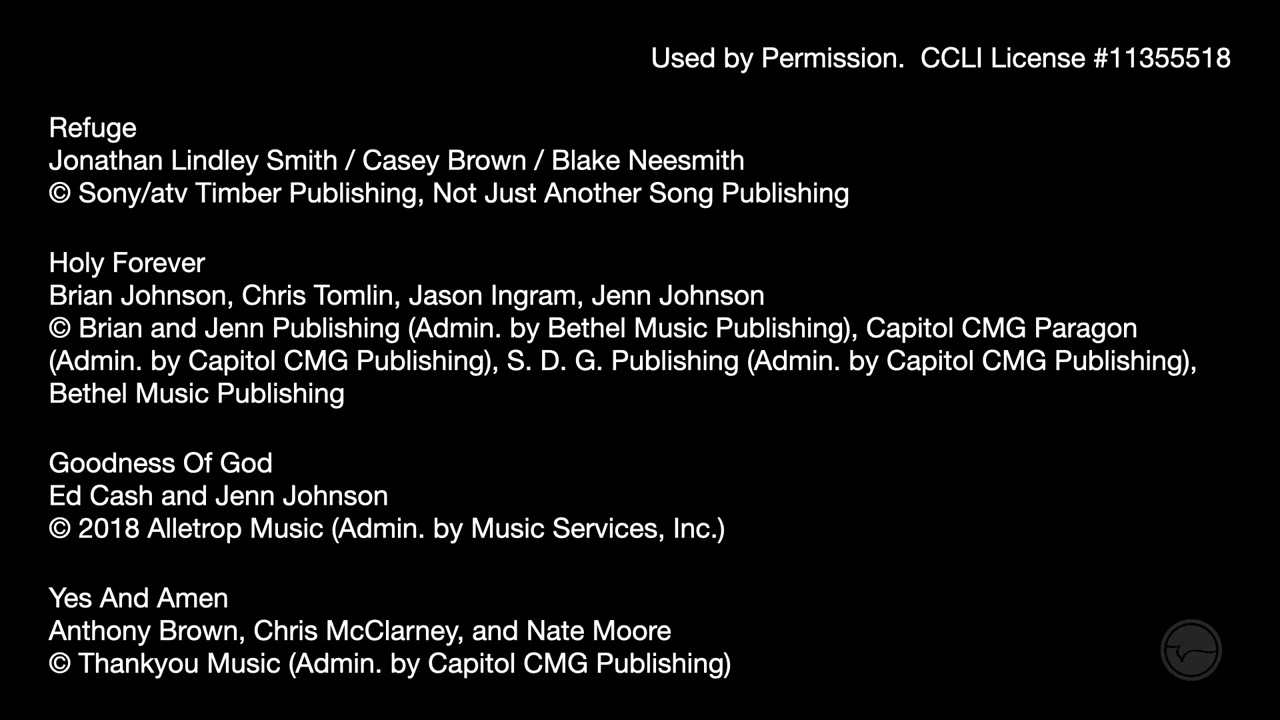 Used by Permission.  CCLI License #11355518
Refuge
Jonathan Lindley Smith / Casey Brown / Blake Neesmith
© Sony/atv Timber Publishing, Not Just Another Song Publishing
Holy Forever
Brian Johnson, Chris Tomlin, Jason Ingram, Jenn Johnson
© Brian and Jenn Publishing (Admin. by Bethel Music Publishing), Capitol CMG Paragon
(Admin. by Capitol CMG Publishing), S. D. G. Publishing (Admin. by Capitol CMG Publishing),
Bethel Music Publishing
Goodness Of God
Ed Cash and Jenn Johnson
© 2018 Alletrop Music (Admin. by Music Services, Inc.)
Yes And Amen
Anthony Brown, Chris McClarney, and Nate Moore
© Thankyou Music (Admin. by Capitol CMG Publishing)